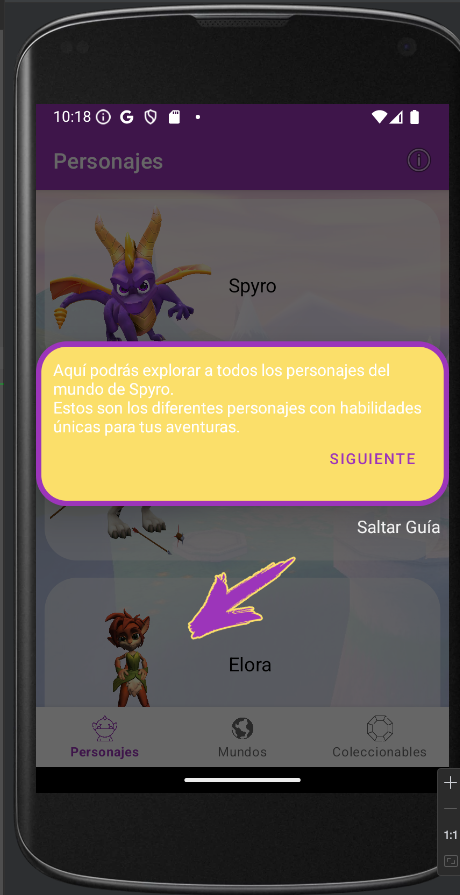 10:18
Personajes
Spyro
Aquí podrás explorar a todos los personajes del
mundo de Spyro.
Estos son los diferentes personajes con habilidades
únicas para tus aventuras.
SIGUIENTE
Saltar Guía
Elora
Personajes
Mundos
Coleccionables
1:1